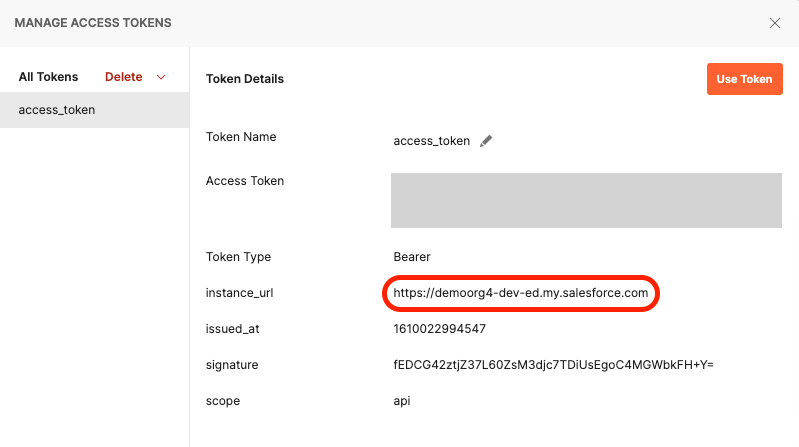 MANAGE ACCESS TOKENS
All Tokens Delete
access_token
Token Details
Use Token
Token Name access_token
Access Token
Token Type Bearer
instance_url https://demoorg4-dev-ed.my.salesforce.com
issued_at 1610022994547
signature fEDCG42ztjZ37L60ZsM3djc7TDiUsEgoC4MGWbkFH+Y=
scope api